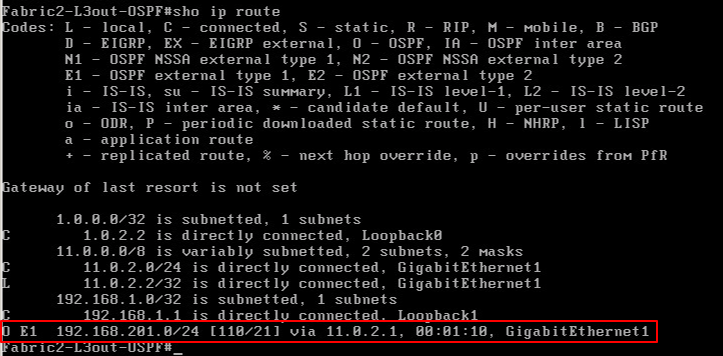 Fabric2-L3out-OSPF#sho ip route
Codes: L - local, C - connected, S - static, R - RIP, M - mobile, B - BGP
D - EIGRP, EX - EIGRP external, O - OSPF, IA - OSPF inter area
N1 - OSPF NSSA external type 1, N2 - OSPF NSSA external type 2
E1 - OSPF external type 1, E2 - OSPF external type 2
i - IS-IS, su - IS-IS summary, L1 - IS-IS level-1, L2 - IS-IS level-2
ia - IS-IS inter area, * - candidate default, U - per-user static route
o - ODR, P - periodic downloaded static route, H - NHRP, l - LISP
a - application route
+ - replicated route, % - next hop override, p - overrides from PfR
Gateway of last resort is not set
1.0.0.0/32 is subnetted, 1 subnets
C 1.0.2.2 is directly connected, Loopback0
11.0.0.0/8 is variably subnetted, 2 subnets, 2 masks
C 11.0.2.0/24 is directly connected, GigabitEthernet1
L 11.0.2.2/32 is directly connected, GigabitEthernet1
192.168.1.0/32 is subnetted, 1 subnets
C 192.168.1.1 is directly connected, Loopback1
O E1 192.168.201.0/24 [110/21] via 11.0.2.1, 00:01:10, GigabitEthernet1
Fabric2-L3out-OSPF#_